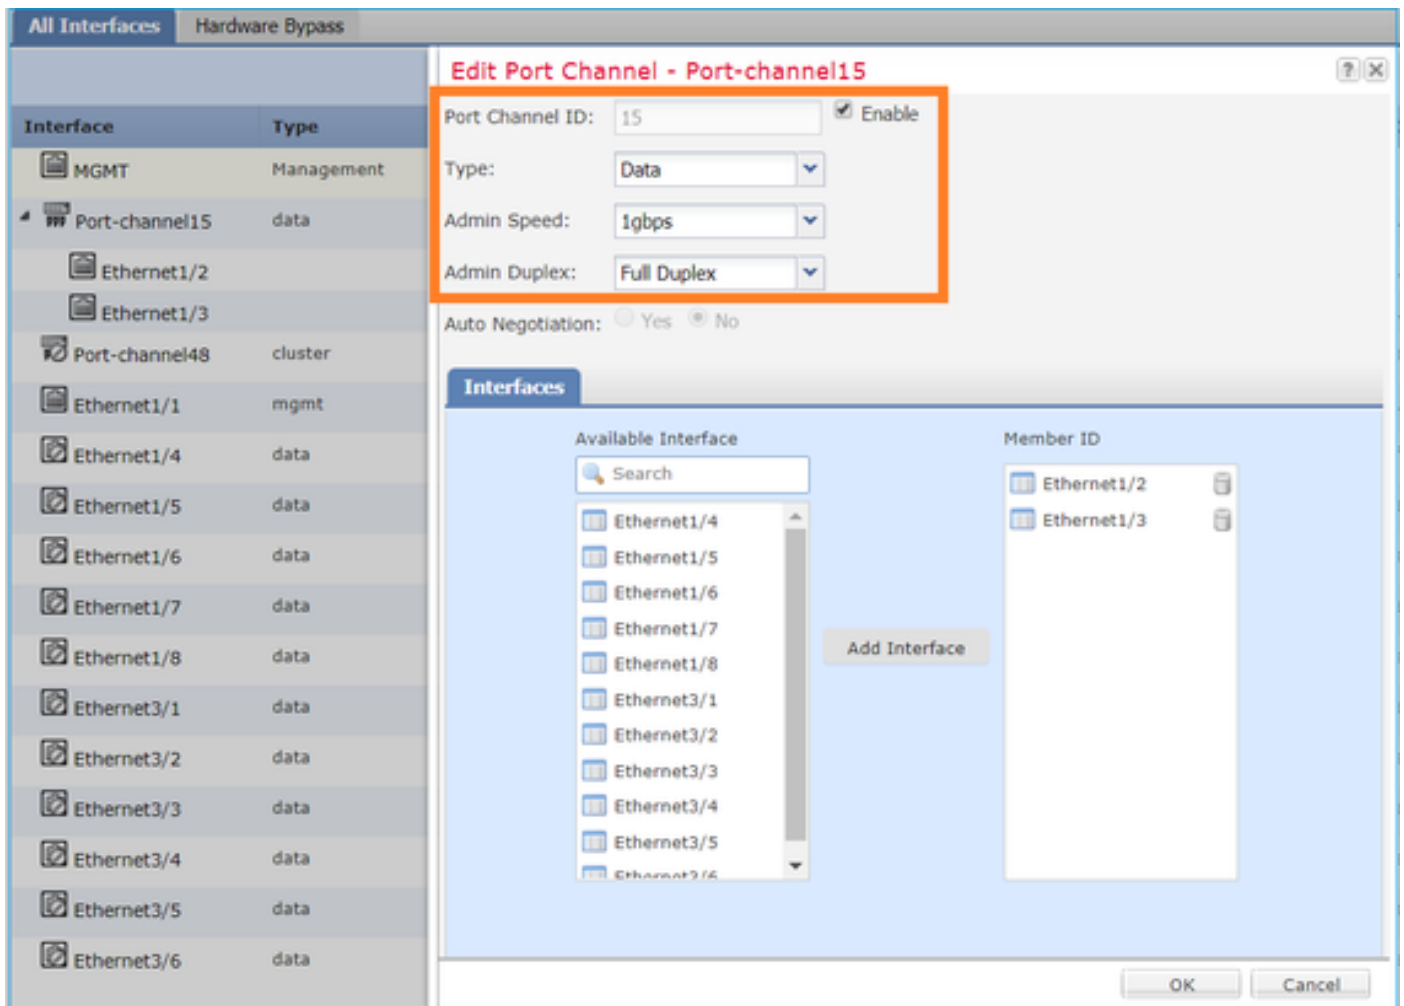 All Interfaces Hardware Bypass
Edit Port Channel - Port-channel15
Interface Type
MGMT Management
Port-channel15 data
Ethernet1/2
Ethernet1/3
Port-channel48 cluster
Ethernet1/1 mgmt
Ethernet1/4 data
Ethernet1/5 data
Ethernet1/6 data
Ethernet1/7 data
Ethernet1/8 data
Ethernet3/1 data
Ethernet3/2 data
Ethernet3/3 data
Ethernet3/4 data
Ethernet3/5 data
Ethernet3/6 data
Port Channel ID: 15 Enable
Type: Data
Admin Speed: 1gbps
Admin Duplex: Full Duplex
Auto Negotiation: Yes No
Interfaces
Available Interface
Search
Ethernet1/4
Ethernet1/5
Ethernet1/6
Ethernet1/7
Ethernet1/8
Ethernet3/1
Ethernet3/2
Ethernet3/3
Ethernet3/4
Ethernet3/5
Add Interface
Member ID
Ethernet1/2
Ethernet1/3
OK Cancel